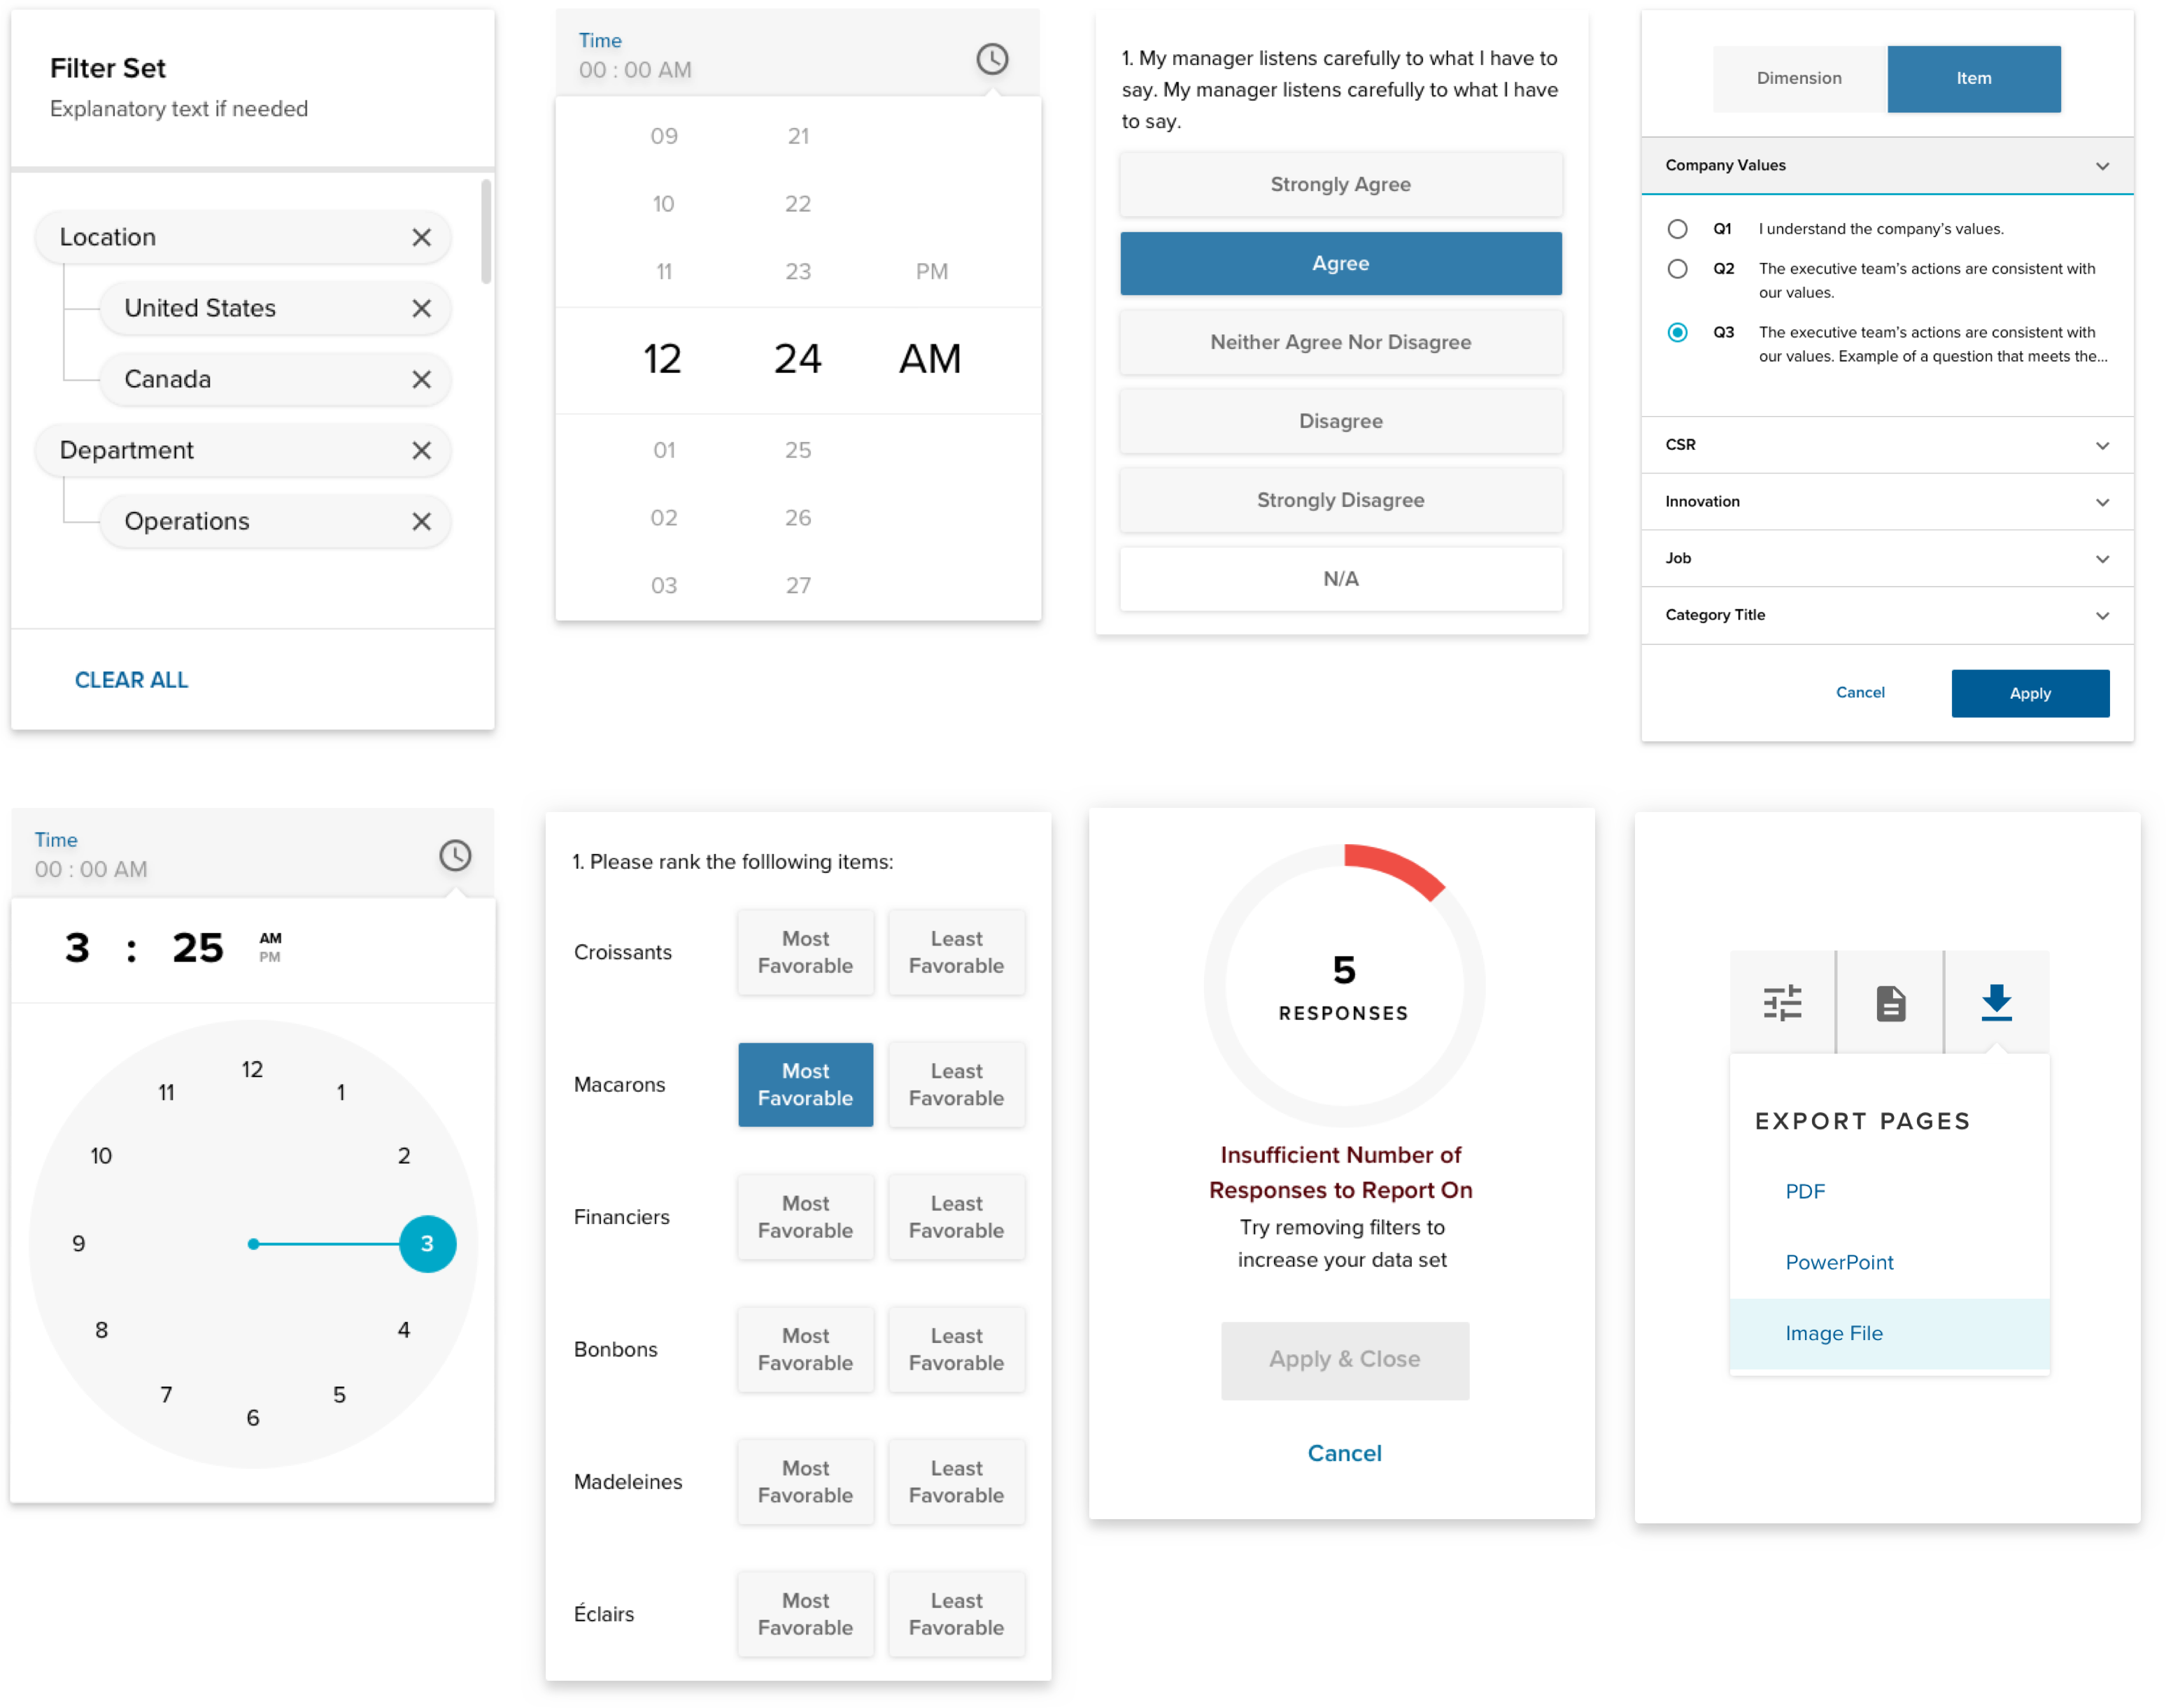 Filter Set
Explanatory text if needed
Location
United States
Canada
Department
Operations
CLEAR ALL
Time
00 : 00 AM
09 21
10 22
11 23 PM
12 24 AM
01 25
02 26
03 27
1. My manager listens carefully to what I have to
say. My manager listens carefully to what I have
to say.
Strongly Agree
Agree
Neither Agree Nor Disagree
Disagree
Strongly Disagree
N/A
Dimension Item
Company Values
Q1 I understand the company's values.
Q2 The executive team's actions are consistent with
our values.
Q3 The executive team's actions are consistent with
our values. Example of a question that meets the...
CSR
Innovation
Job
Category Title
Cancel Apply
Time
00 : 00 AM
3 : 25 AM
PM
12
11 1
10 2
9 3
8 4
7 5
6
1. Please rank the folllowing items:
Croissants
Most
Favorable
Least
Favorable
Macarons
Most
Favorable
Least
Favorable
Financiers
Most
Favorable
Least
Favorable
Bonbons
Most
Favorable
Least
Favorable
Madeleines
Most
Favorable
Least
Favorable
Éclairs
Most
Favorable
Least
Favorable
5
RESPONSES
Insufficient Number of
Responses to Report On
Try removing filters to
increase your data set
Apply & Close
Cancel
EXPORT PAGES
PDF
PowerPoint
Image File